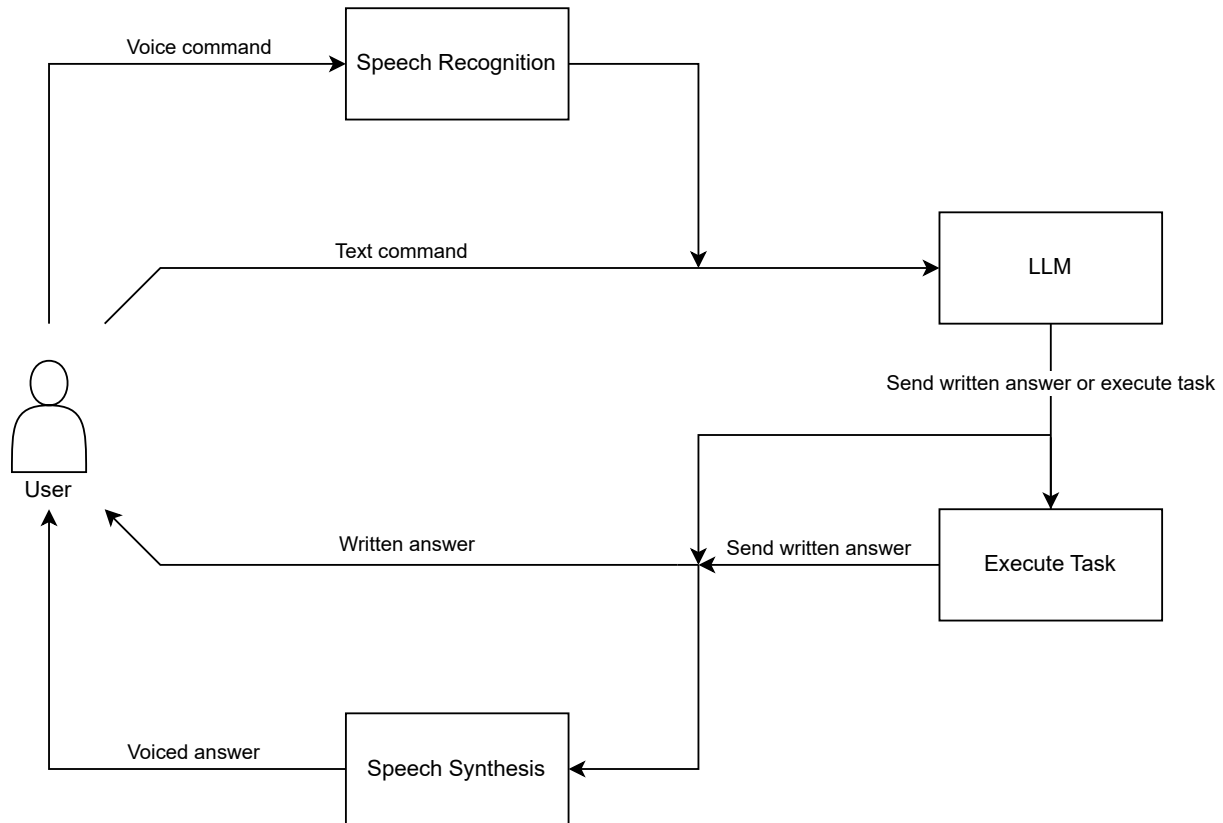 Voice command
Speech Recognition
Text command
LLM
Send written answer or execute task
User
Written answer
Send written answer
Execute Task
Voiced answer
Speech Synthesis